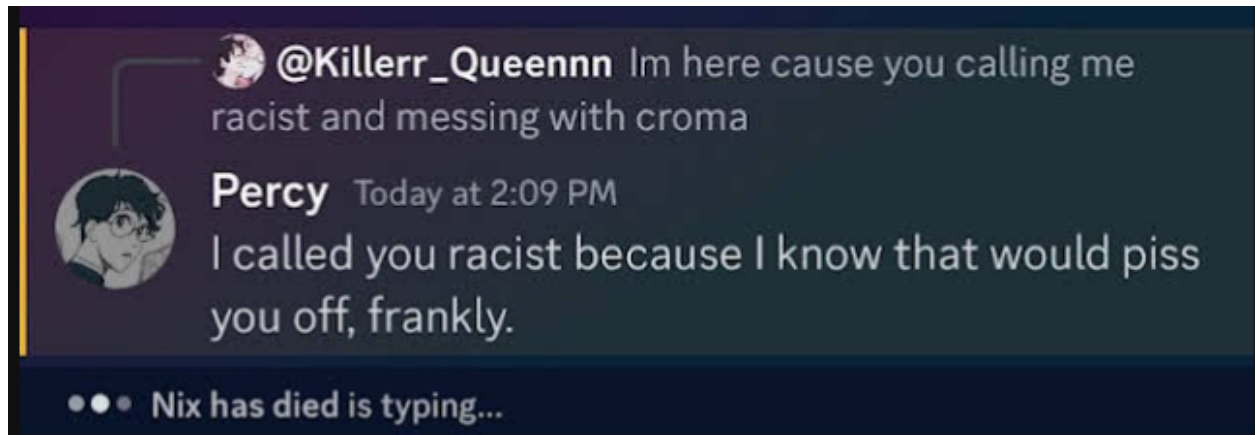 @Killerr_Queennn Im here cause you calling me
racist and messing with croma
Percy Today at 2:09 PM
I called you racist because I know that would piss
you off, frankly.
Nix has died is typing...